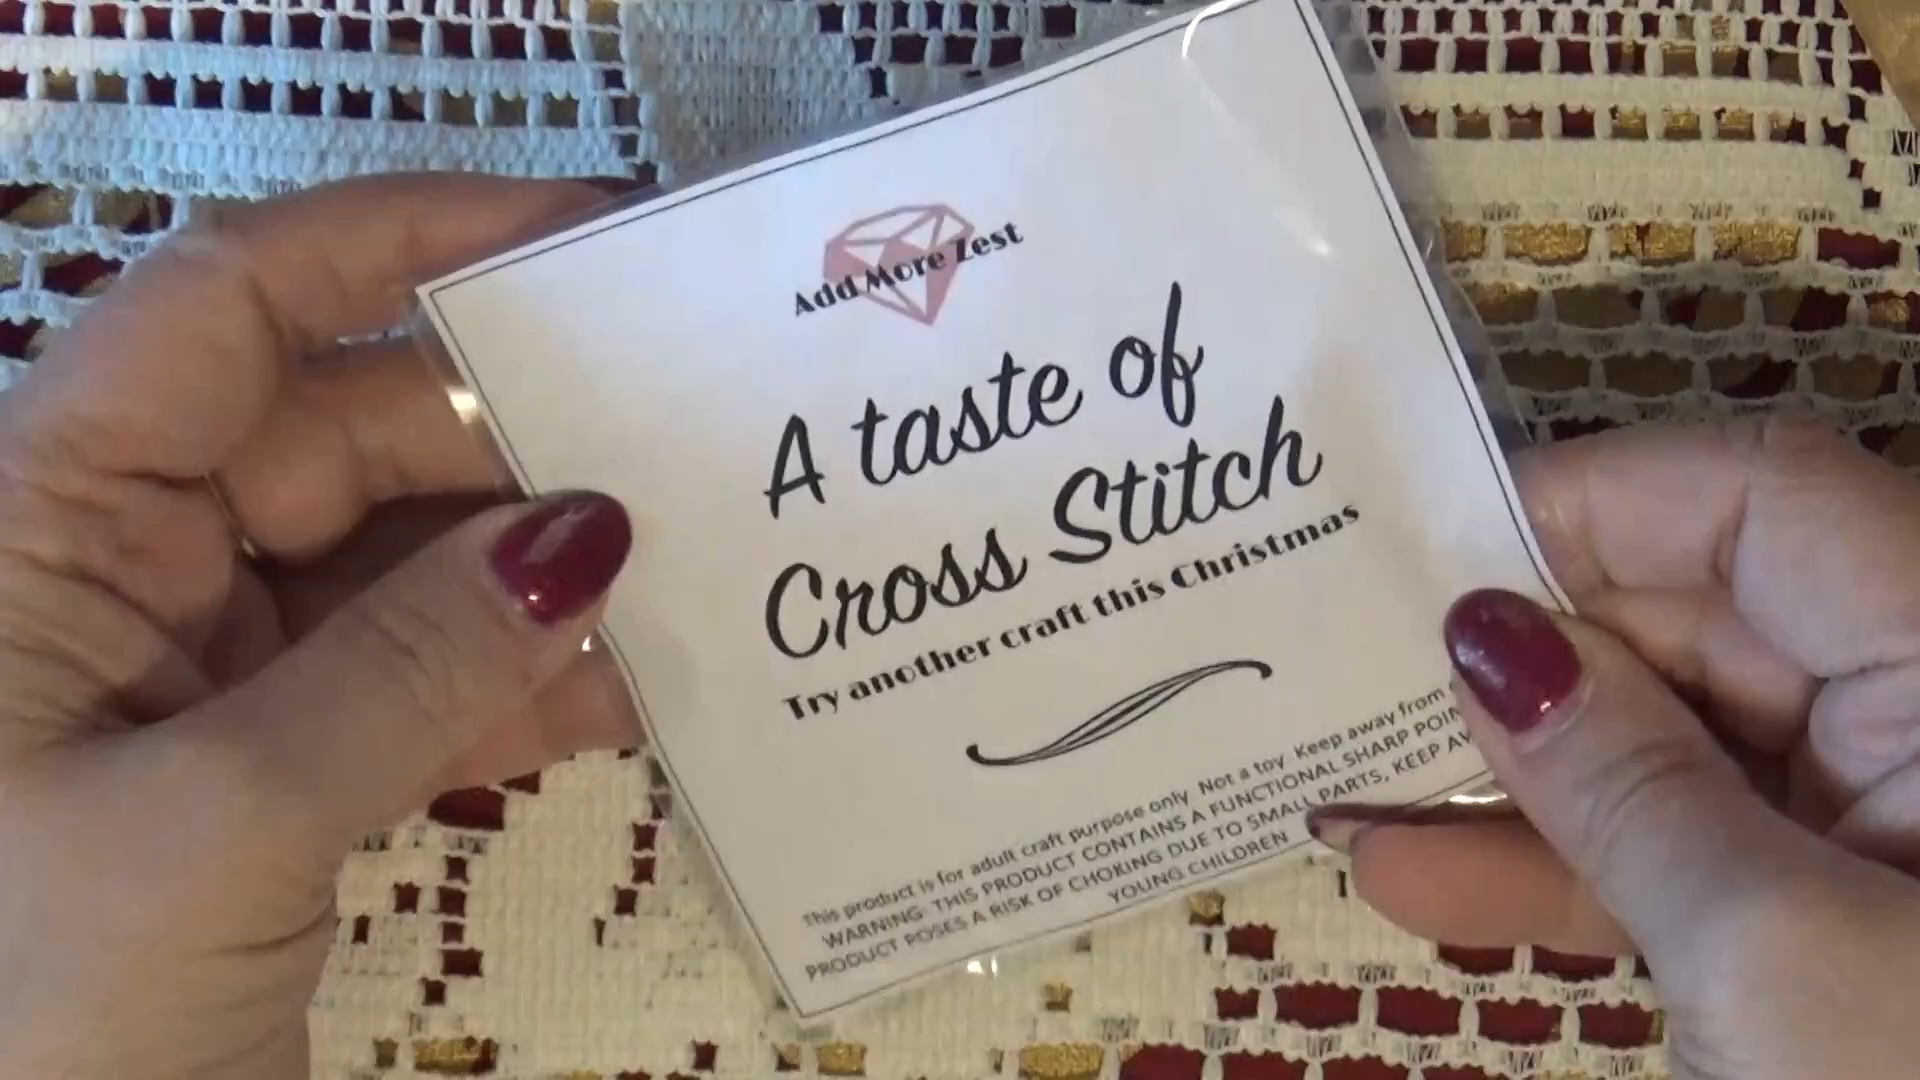 Add More Zest
A taste of
Cross Stitch
Try another craft this Christmas
This product is for adult craft purpose only Not a toy Keep away from
WARNING: THIS PRODUCT CONTAINS A FUNCTIONAL SHARP
PRODUCT POSES A RISK OF CHOKING DUE TO SMALL PARTS, KEEP
YOUNG CHILDREN